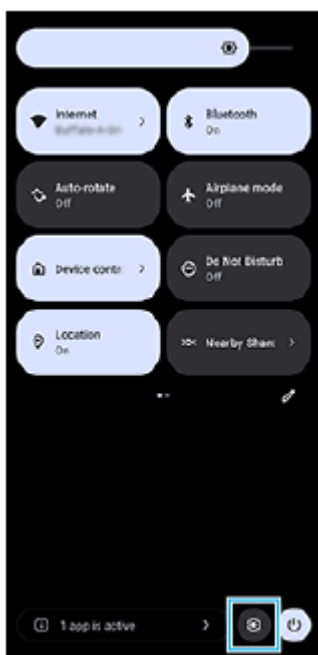 Internet
Bluetooth
On
Auto-rotate
Off
Airplane mode
Off
Device contr
Do Not Disturb
Off
Location
On
Nearby Shar
1 app is active